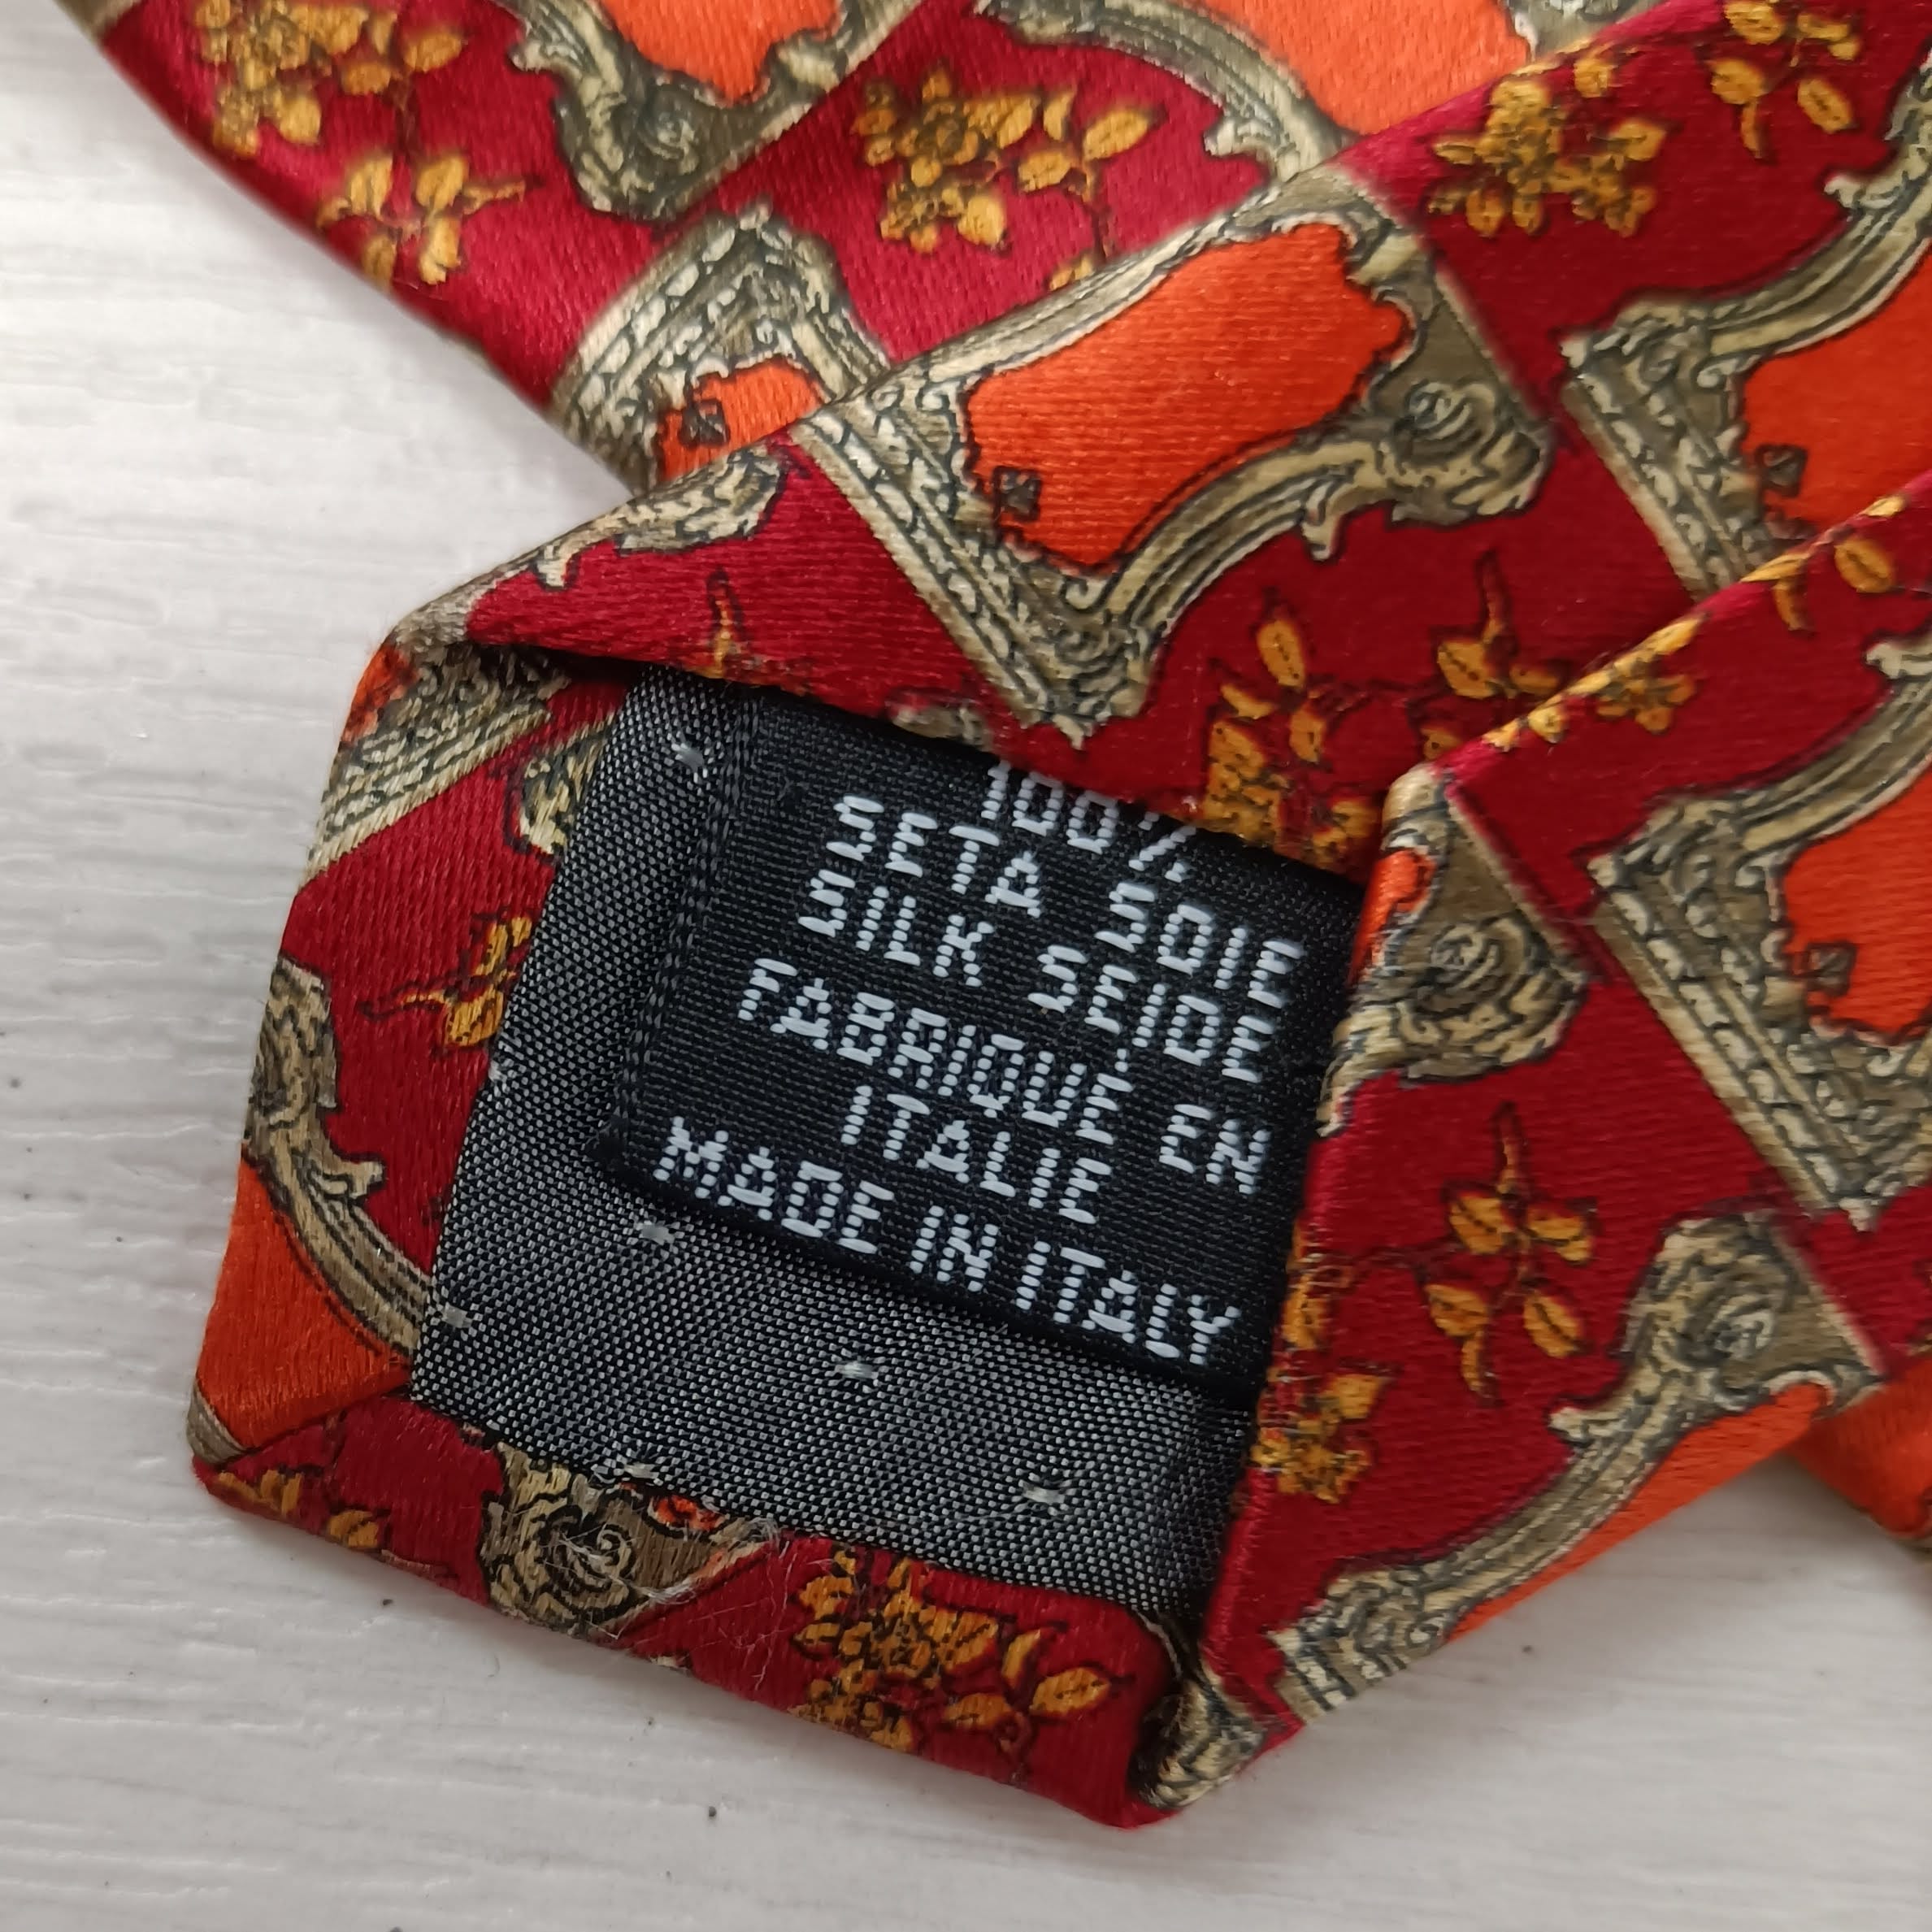 100%
SETA SOIE
SILK SEIDE
FABRIQUÉ EN
ITALIE
MADE IN ITALY